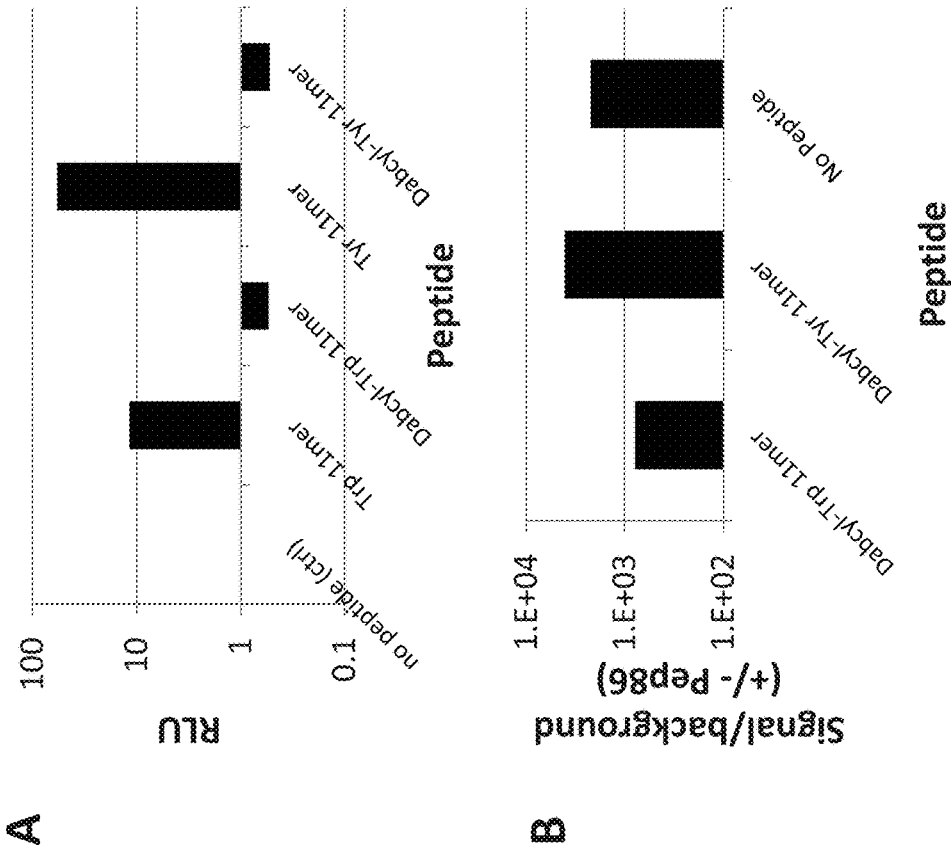 A
100
10
1
0.1
RLU
no peptide (ctrl)
Trp 11mer
Dabcyl-Trp 11mer
Tyr 11mer
Dabcyl-Tyr 11mer
Peptide
B
1.E+04
1.E+03
1.E+02
Signal/background
(+/- Pep86)
Dabcyl-Trp 11mer
Dabcyl-Tyr 11mer
No Peptide
Peptide